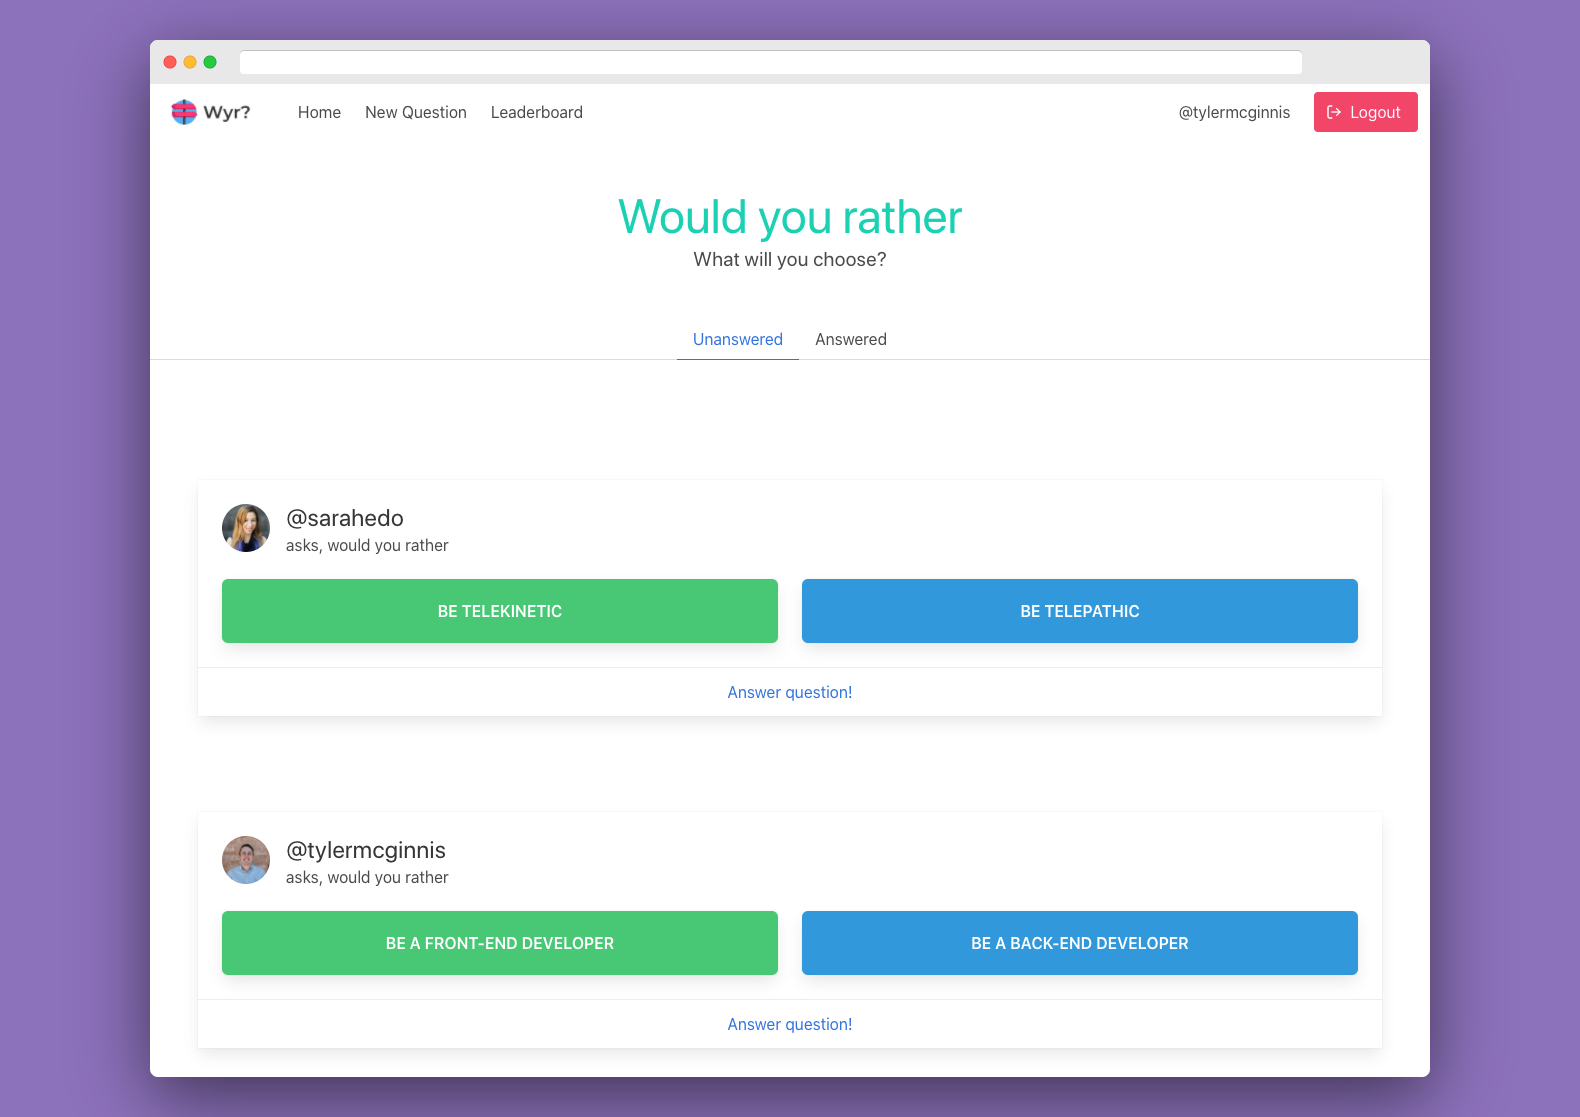 Wyr? Home New Question Leaderboard @tylermcginnis Logout
Would you rather
What will you choose?
Unanswered Answered
@sarahedo
asks, would you rather
BE TELEKINETIC BE TELEPATHIC
Answer question!
@tylermcginnis
asks, would you rather
BE A FRONT-END DEVELOPER BE A BACK-END DEVELOPER
Answer question!